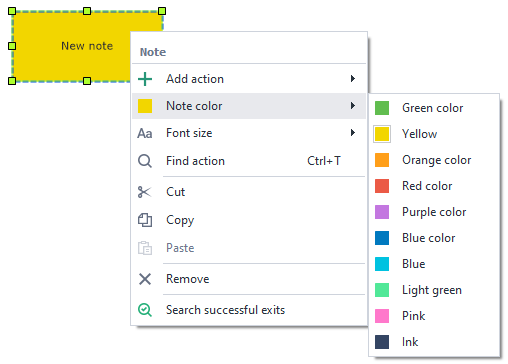 New note
Note
Add action
Note color
Font size
Find action Ctrl+T
Cut
Copy
Paste
Remove
Search successful exits
Green color
Yellow
Orange color
Red color
Purple color
Blue color
Blue
Light green
Pink
Ink